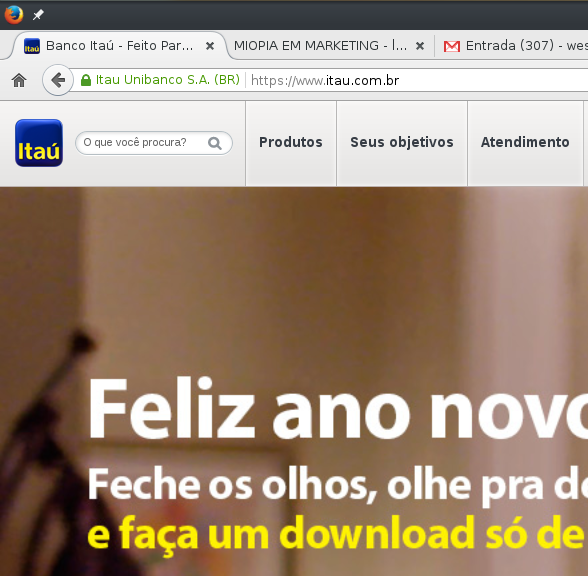 Banco Itaú - Feito Par... MIOPIA EM MARKETING - l... Entrada (307) - wes
Itau Unibanco S.A. (BR) https://www.itau.com.br
Itaú O que você procura? Produtos Seus objetivos Atendimento
Feliz ano novo
Feche os olhos, olhe pra de
e faça um download só de